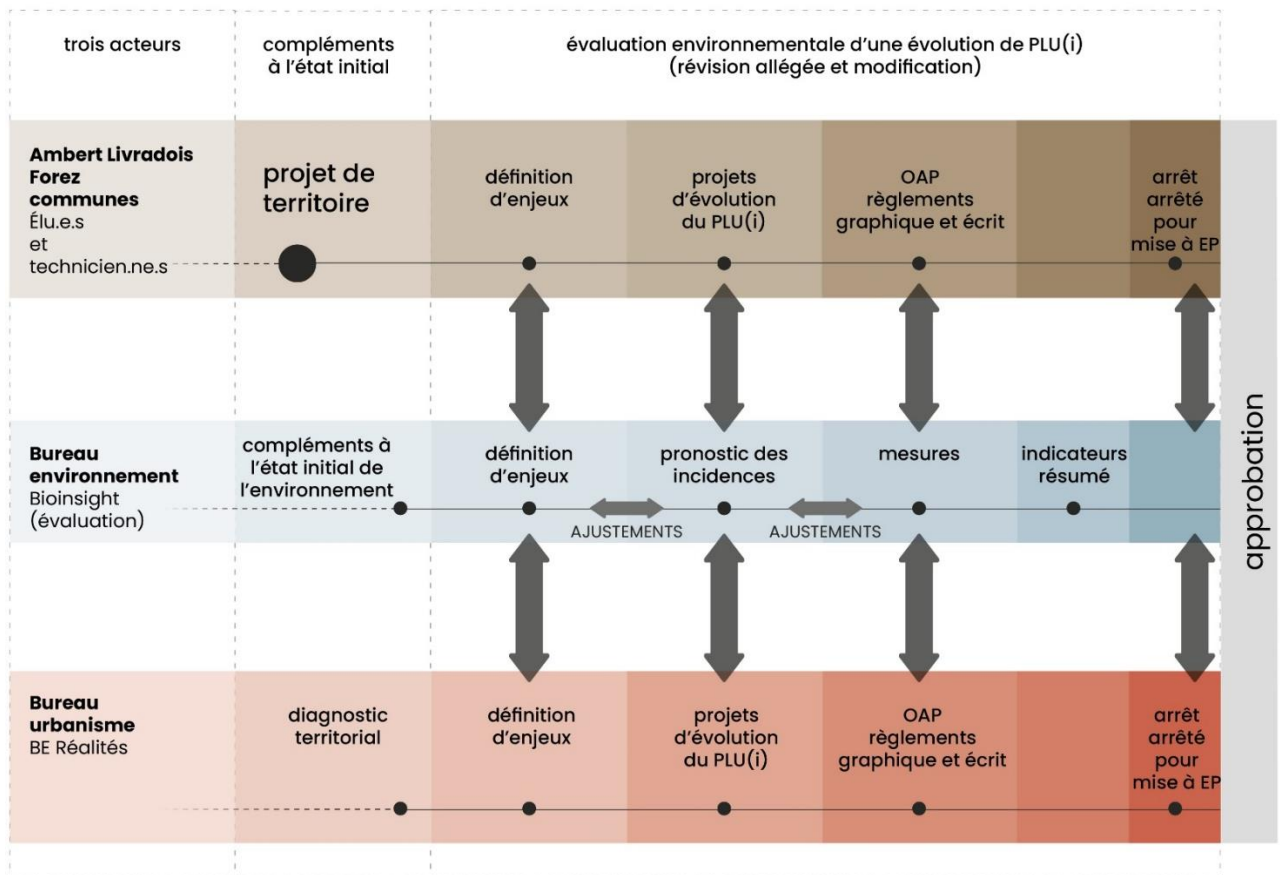 trois acteurs
compléments
à l'état initial
évaluation environnementale d'une évolution de PLU(i)
(révision allégée et modification)
Ambert Livradois
Forez
communes
Élu.e.s
et
technicien.ne.s
projet de
territoire
définition
d'enjeux
projets
d'évolution
du PLU(i)
OAP
règlements
graphique et écrit
arrêt
arrêté
pour
mise à EP
Bureau
environnement
Bioinsight
(évaluation)
compléments à
l'état initial de
l'environnement
définition
d'enjeux
AJUSTEMENTS
pronostic des
incidences
AJUSTEMENTS
mesures
indicateurs
résumé
Bureau
urbanisme
BE Réalités
diagnostic
territorial
définition
d'enjeux
projets
d'évolution
du PLU(i)
OAP
règlements
graphique et écrit
arrêt
arrêté
pour
mise à EP
approbation